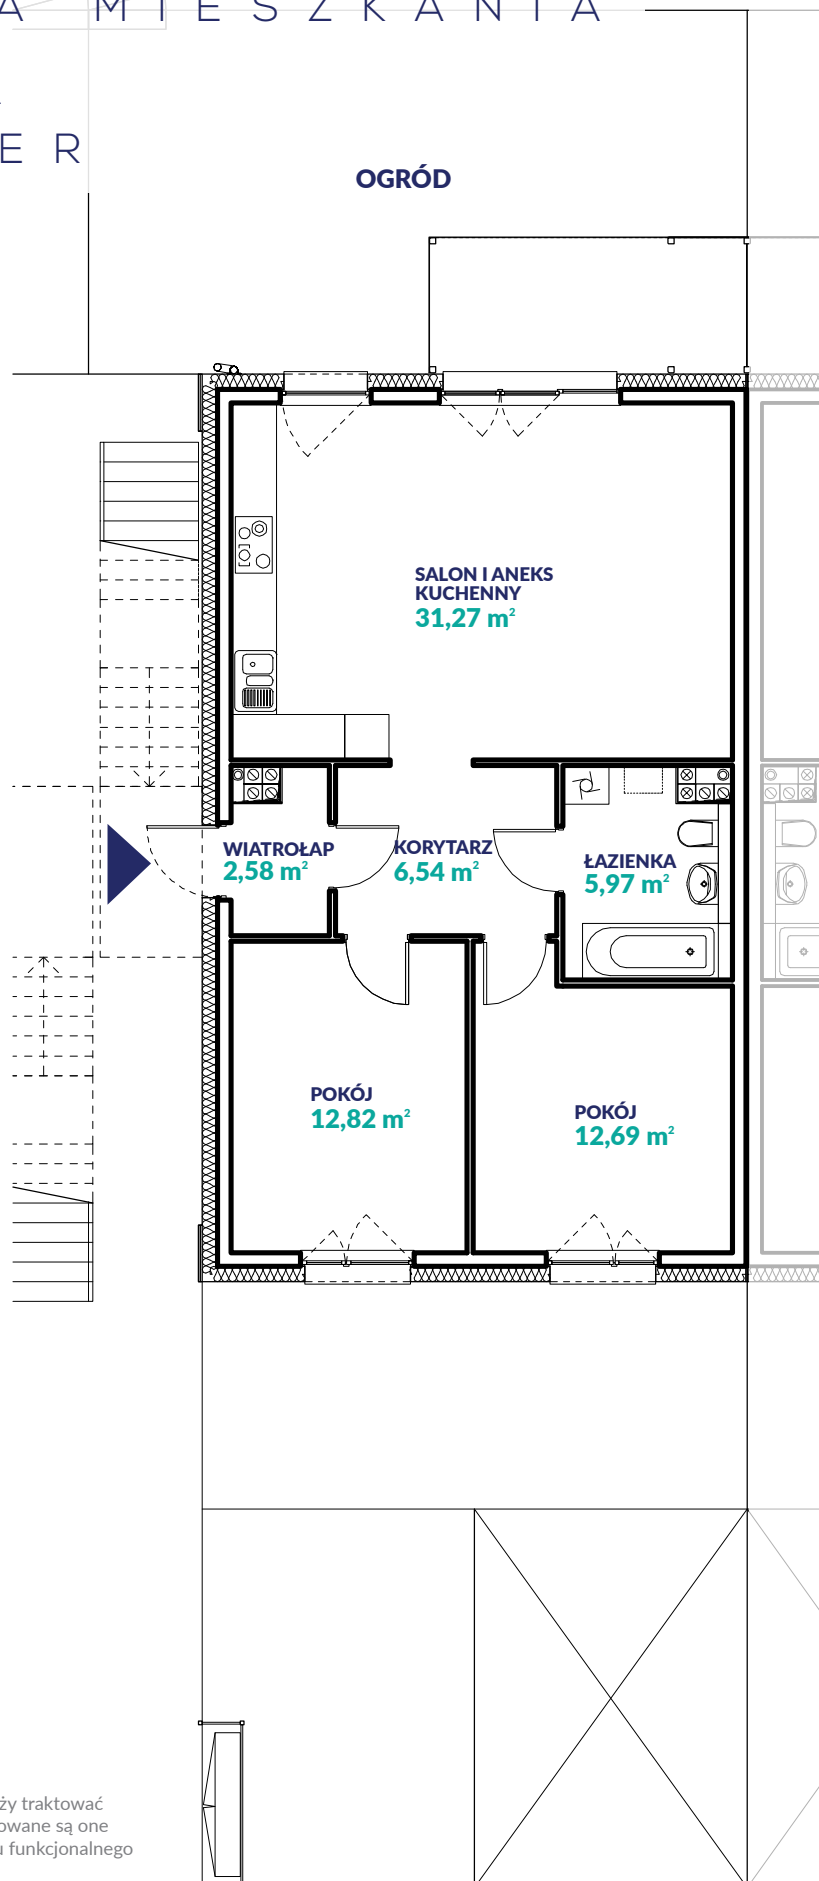 A MIESZKANIA
ER
OGRÓD
SALON I ANEKS
KUCHENNY
31,27 m²
WIATROŁAP
2,58 m²
KORYTARZ
6,54 m²
ŁAZIENKA
5,97 m²
POKÓJ
12,82 m²
POKÓJ
12,69 m²
ży traktować
owane są one
u funkcjonalnego